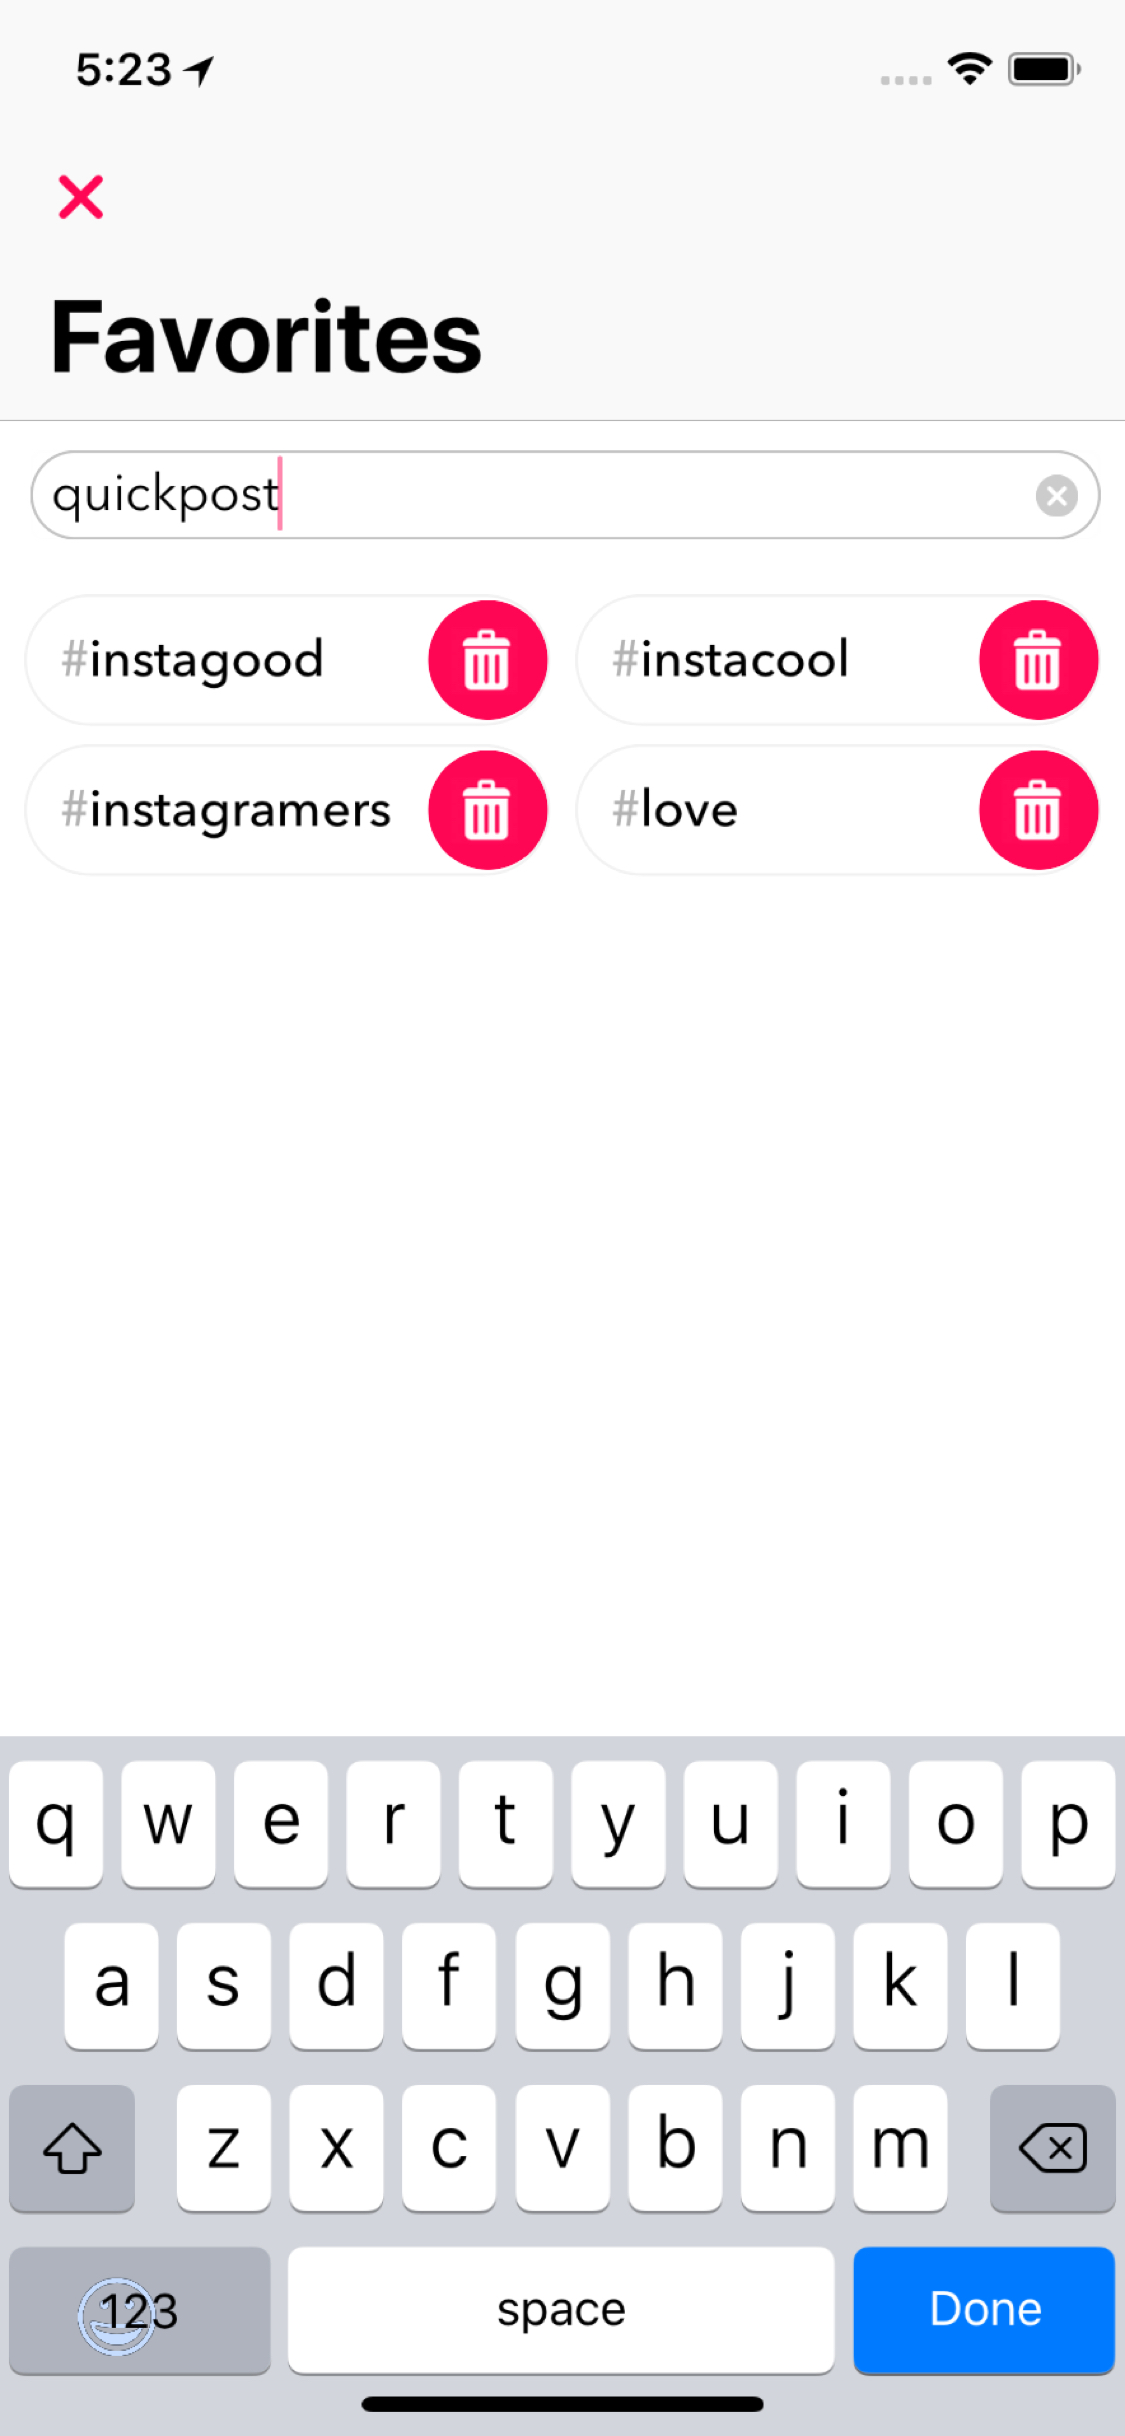 5:23
Favorites
quickpost
#instagood #instacool
#instagramers #love
q w e r t y u i o p
a s d f g h j k l
z x c v b n m
123 space Done